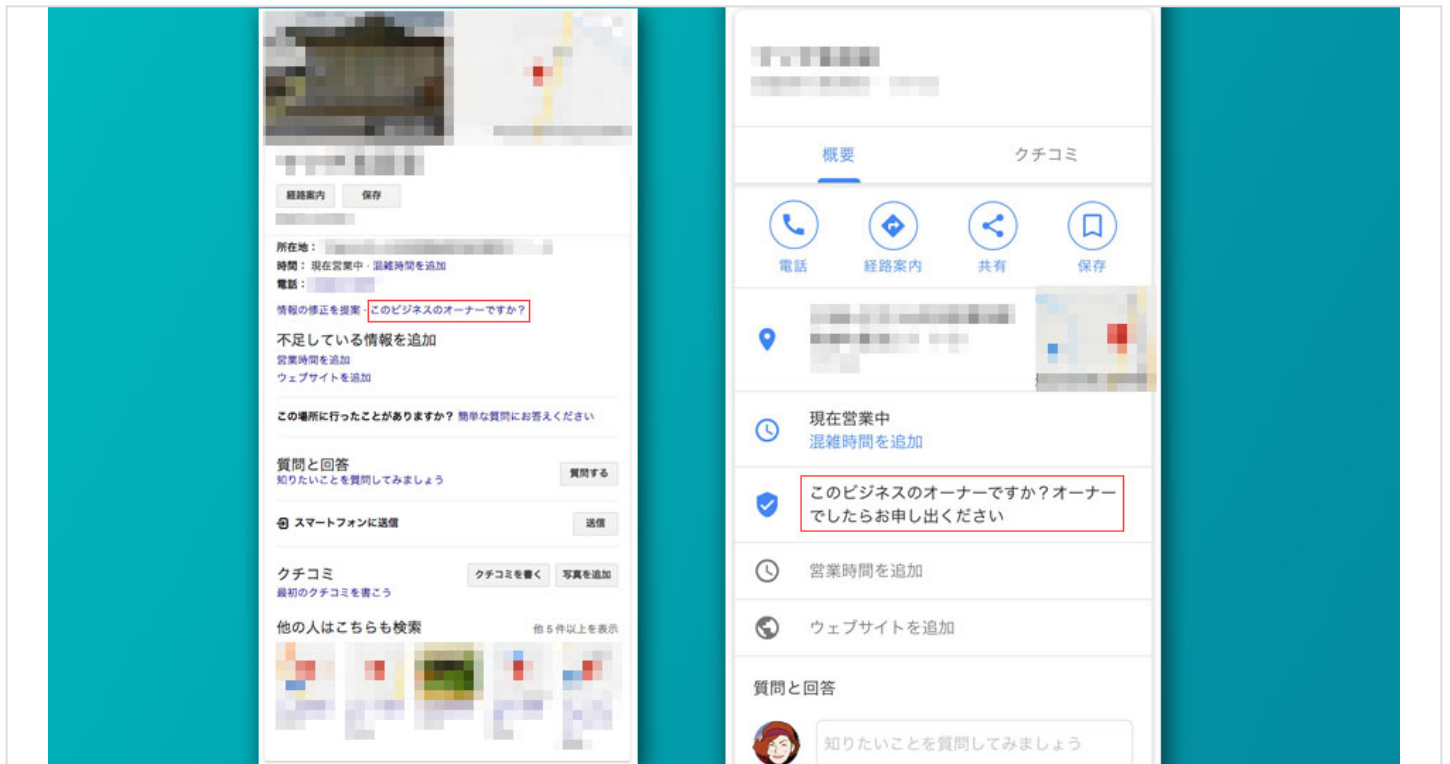 経路案内
保存
所在地：
時間： 現在営業中 · 混雑時間を追加
電話：
情報の修正を提案 · このビジネスのオーナーですか？
不足している情報を追加
営業時間を追加
ウェブサイトを追加
この場所に行ったことがありますか？ 簡単な質問にお答えください
質問と回答
知りたいことを質問してみましょう
質問する
スマートフォンに送信
送信
クチコミ
最初のクチコミを書こう
クチコミを書く
写真を追加
他の人はこちらも検索
他 5 件以上を表示
概要
クチコミ
電話
経路案内
共有
保存
現在営業中
混雑時間を追加
このビジネスのオーナーですか？オーナー
でしたらお申し出ください
営業時間を追加
ウェブサイトを追加
質問と回答
知りたいことを質問してみましょう